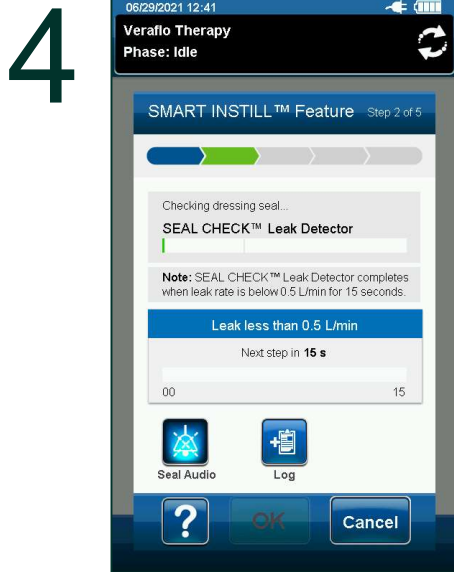 4
06/29/2021 12:41
Veraflo Therapy
Phase: Idle
SMART INSTILL™ Feature Step 2 of 5
Checking dressing seal...
SEAL CHECK™ Leak Detector
Note: SEAL CHECK™ Leak Detector completes
when leak rate is below 0.5 L/min for 15 seconds.
Leak less than 0.5 L/min
Next step in 15 s
00 15
Seal Audio Log
? OK Cancel